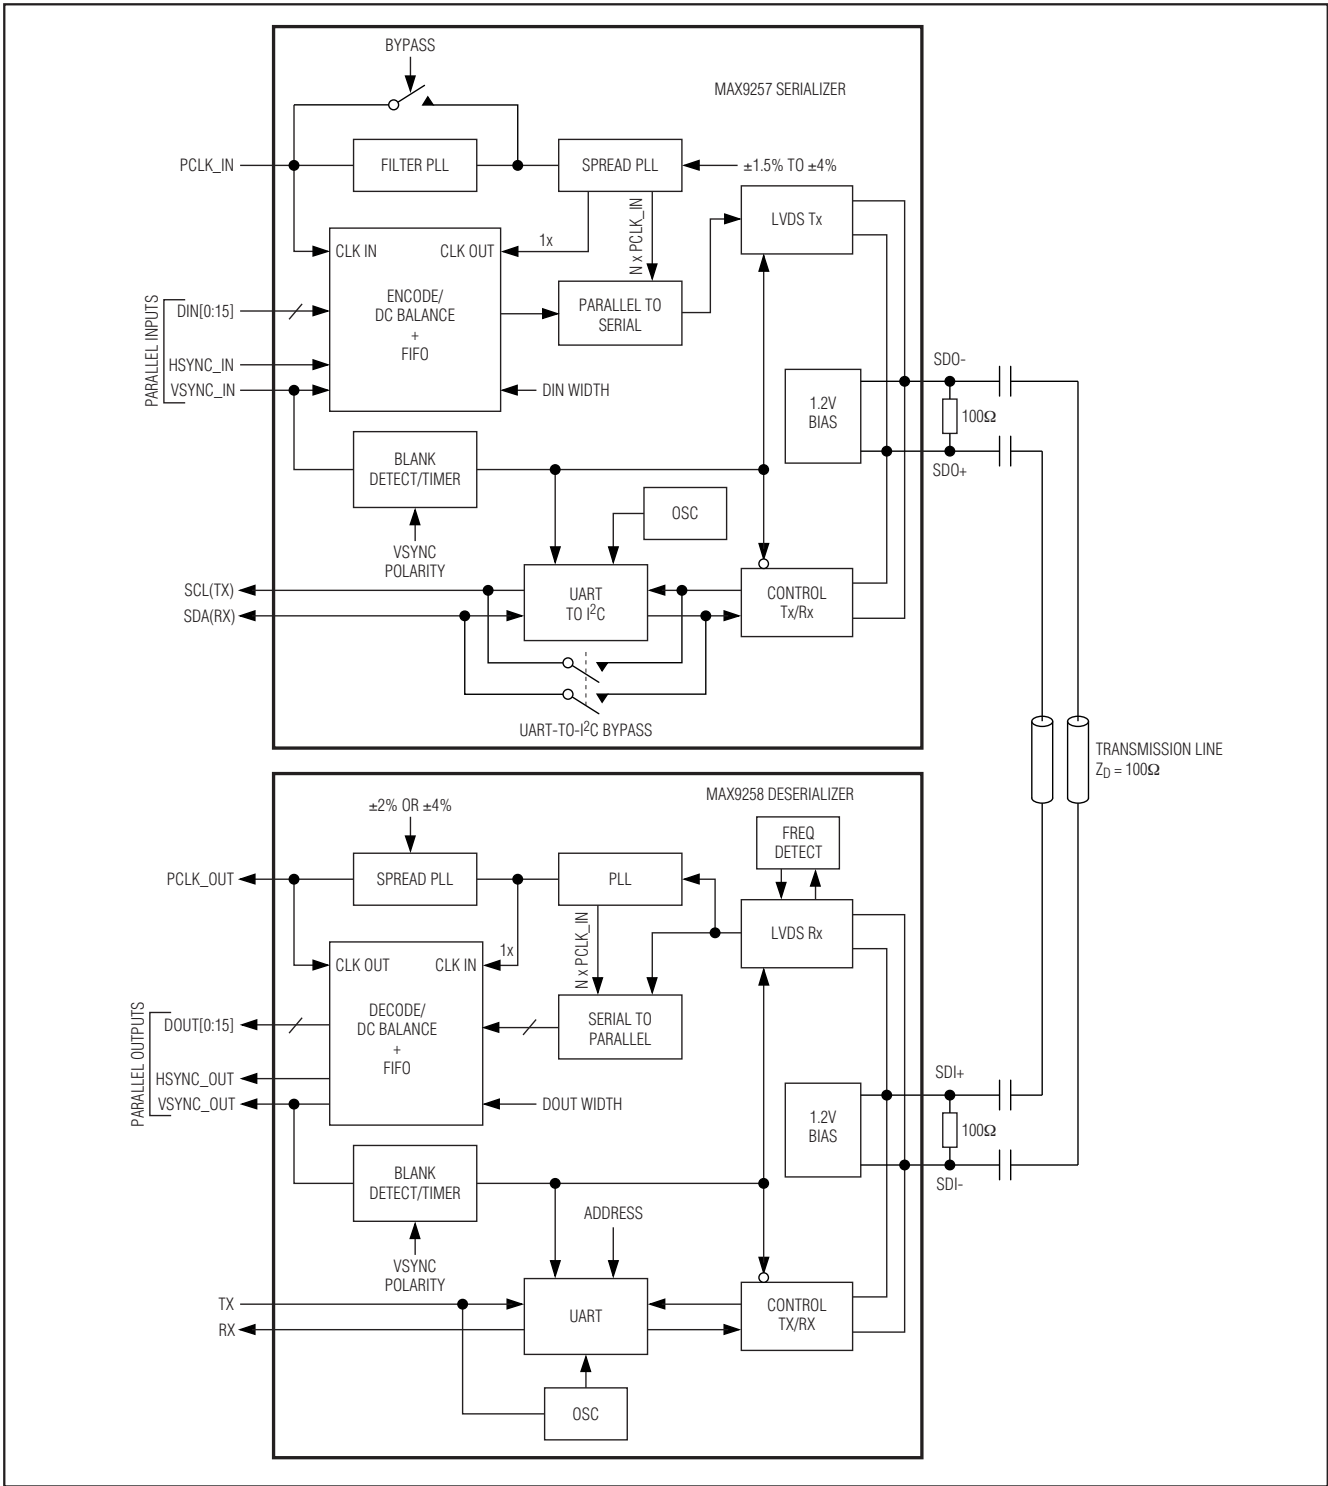 BYPASS
MAX9257 SERIALIZER
PCLK_IN
FILTER PLL
SPREAD PLL
±1.5% TO ±4%
LVDS Tx
N x PCLK_IN
1x
CLK IN
CLK OUT
ENCODE/
DC BALANCE
+
FIFO
PARALLEL TO
SERIAL
PARALLEL INPUTS
DIN[0:15]
HSYNC_IN
VSYNC_IN
DIN WIDTH
1.2V
BIAS
SDO-
100Ω
SDO+
BLANK
DETECT/TIMER
OSC
VSYNC
POLARITY
SCL(TX)
SDA(RX)
UART
TO I²C
CONTROL
Tx/Rx
UART-TO-I²C BYPASS
TRANSMISSION LINE
ZD = 100Ω
MAX9258 DESERIALIZER
±2% OR ±4%
FREQ
DETECT
PCLK_OUT
SPREAD PLL
PLL
LVDS Rx
N x PCLK_IN
1x
CLK OUT
CLK IN
DECODE/
DC BALANCE
+
FIFO
SERIAL TO
PARALLEL
PARALLEL OUTPUTS
DOUT[0:15]
HSYNC_OUT
VSYNC_OUT
DOUT WIDTH
1.2V
BIAS
SDI+
100Ω
SDI-
BLANK
DETECT/TIMER
ADDRESS
VSYNC
POLARITY
TX
RX
UART
CONTROL
TX/RX
OSC